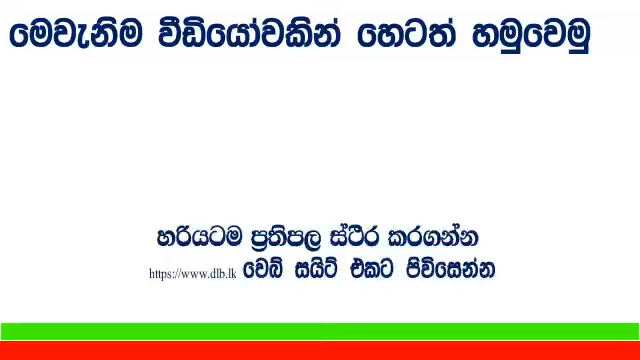 මෙවැනිම වීඩියෝවකින් හෙටත් හමුවෙමු
හරියටම ප්‍රතිපල ස්ථීර කරගන්න
https://www.dlb.lk වෙබ් සයිට් එකට පිවිසෙන්න